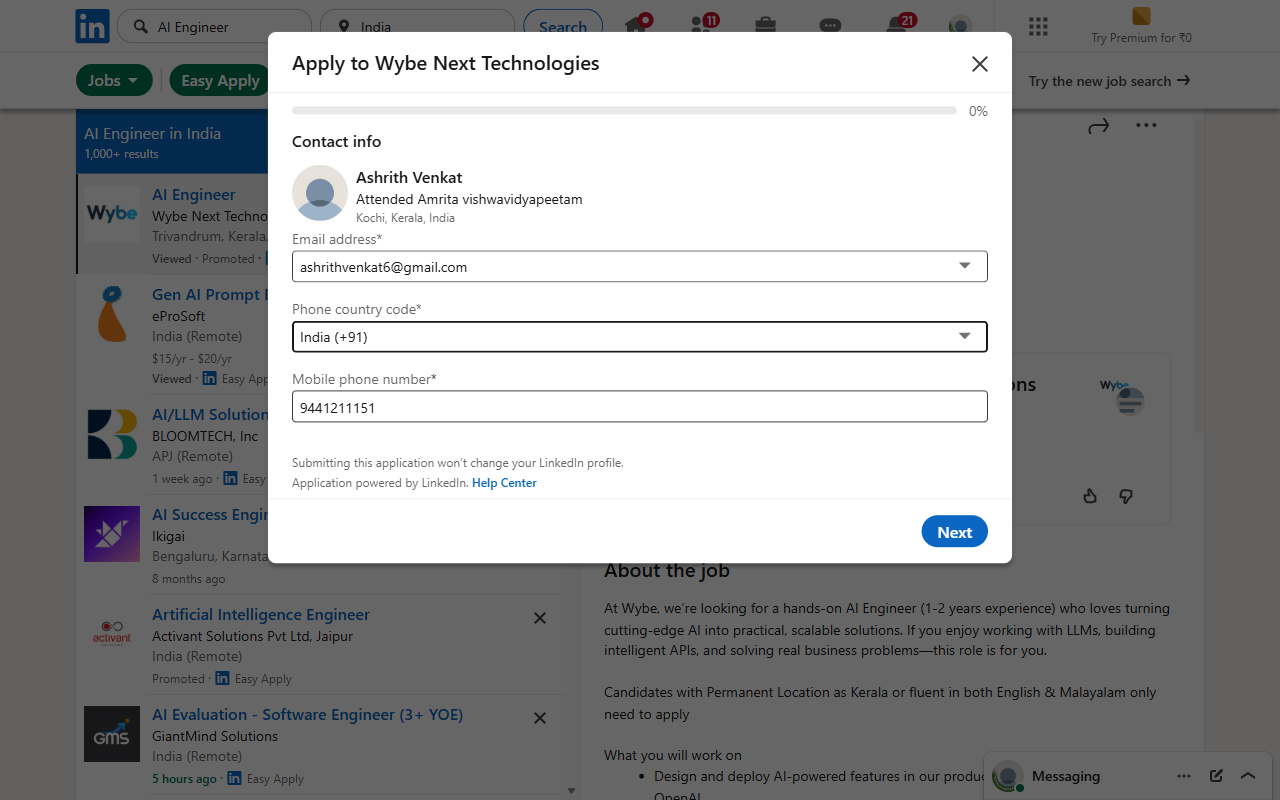 AI Engineer
India
Search
11
21
Try Premium for ₹0
Jobs
Easy Apply
Try the new job search
Apply to Wybe Next Technologies
0%
Contact info
Ashrith Venkat
Attended Amrita vishwavidyapeetam
Kochi, Kerala, India
Email address*
ashrithvenkat6@gmail.com
Phone country code*
India (+91)
Mobile phone number*
9441211151
Submitting this application won't change your LinkedIn profile.
Application powered by LinkedIn. Help Center
Next
AI Engineer in India
1,000+ results
Wybe
AI Engineer
Wybe Next Techno
Trivandrum, Kerala,
Viewed · Promoted ·
Gen AI Prompt
eProSoft
India (Remote)
$15/yr - $20/yr
Viewed · in Easy App
AI/LLM Solution
BLOOMTECH, Inc
APJ (Remote)
1 week ago · in Easy
AI Success Engi
Ikigai
Bengaluru, Karnata
8 months ago
activant
Artificial Intelligence Engineer
Activant Solutions Pvt Ltd, Jaipur
India (Remote)
Promoted · in Easy Apply
GMS
AI Evaluation - Software Engineer (3+ YOE)
GiantMind Solutions
India (Remote)
5 hours ago · in Easy Apply
ons
Wybe
About the job
At Wybe, we're looking for a hands-on AI Engineer (1-2 years experience) who loves turning
cutting-edge AI into practical, scalable solutions. If you enjoy working with LLMs, building
intelligent APIs, and solving real business problems—this role is for you.
Candidates with Permanent Location as Kerala or fluent in both English & Malayalam only
need to apply
What you will work on
• Design and deploy AI-powered features in our produc
OpenAI
Messaging